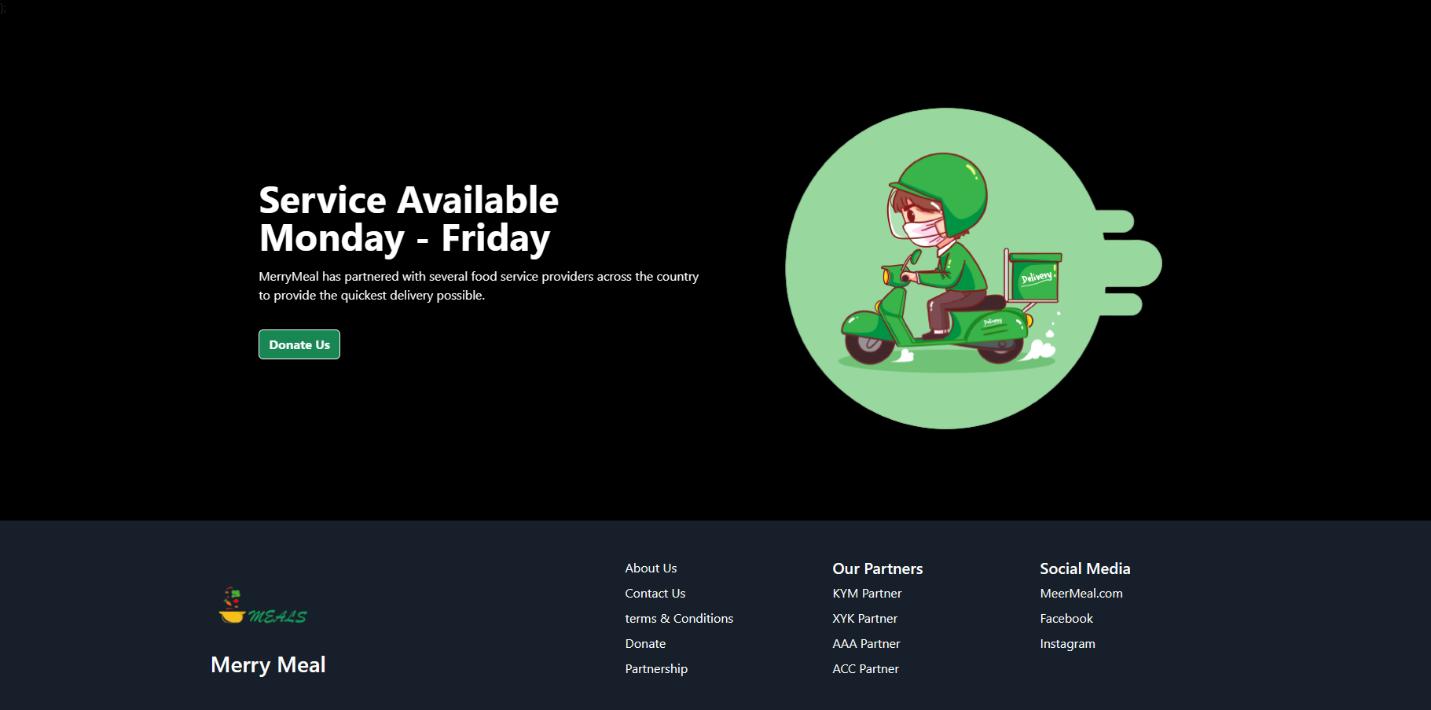 };
Service Available
Monday - Friday
MerryMeal has partnered with several food service providers across the country
to provide the quickest delivery possible.
Donate Us
Delivery
Delivery
MEALS
Merry Meal
About Us
Contact Us
terms & Conditions
Donate
Partnership
Our Partners
KYM Partner
XYK Partner
AAA Partner
ACC Partner
Social Media
MeerMeal.com
Facebook
Instagram